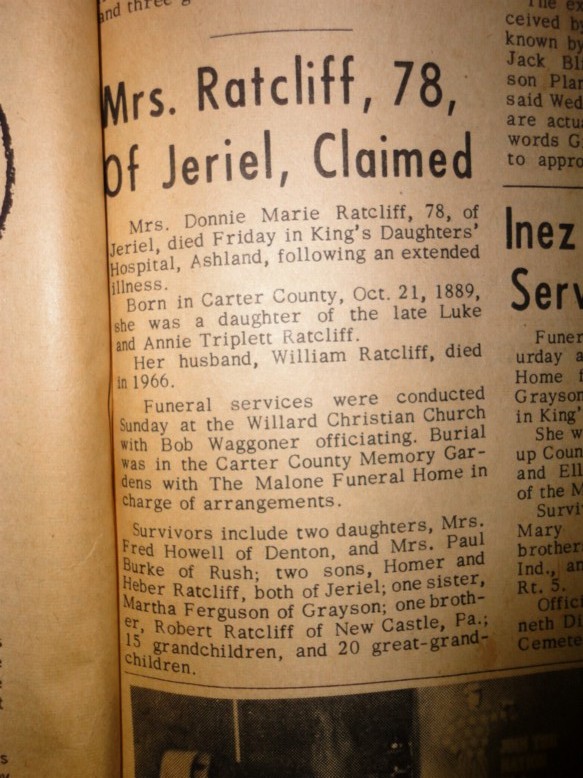 and three
Mrs. Ratcliff, 78,
Of Jeriel, Claimed
Mrs. Donnie Marie Ratcliff, 78, of
Jeriel, died Friday in King's Daughters'
Hospital, Ashland, following an extended
illness.
Born in Carter County, Oct. 21, 1889,
she was a daughter of the late Luke
and Annie Triplett Ratcliff.
Her husband, William Ratcliff, died
in 1966.
Funeral services were conducted
Sunday at the Willard Christian Church
with Bob Waggoner officiating. Burial
was in the Carter County Memory Gar-
dens with The Malone Funeral Home in
charge of arrangements.
Survivors include two daughters, Mrs.
Fred Howell of Denton, and Mrs. Paul
Burke of Rush; two sons, Homer and
Heber Ratcliff, both of Jeriel; one sister,
Martha Ferguson of Grayson; one broth-
er, Robert Ratcliff of New Castle, Pa.;
15 grandchildren, and 20 great-grand-
children.
The ex
ceived by
known by
Jack Bl
son Plan
said Wed
are actu
words G
to appro
Inez
Serv
Funer
urday a
Home f
Grayson
in King'
She w
up Coun
and Ell
of the M
Survi
Mary
brother
Ind., an
Rt. 5.
Offici
neth Di
Cemete